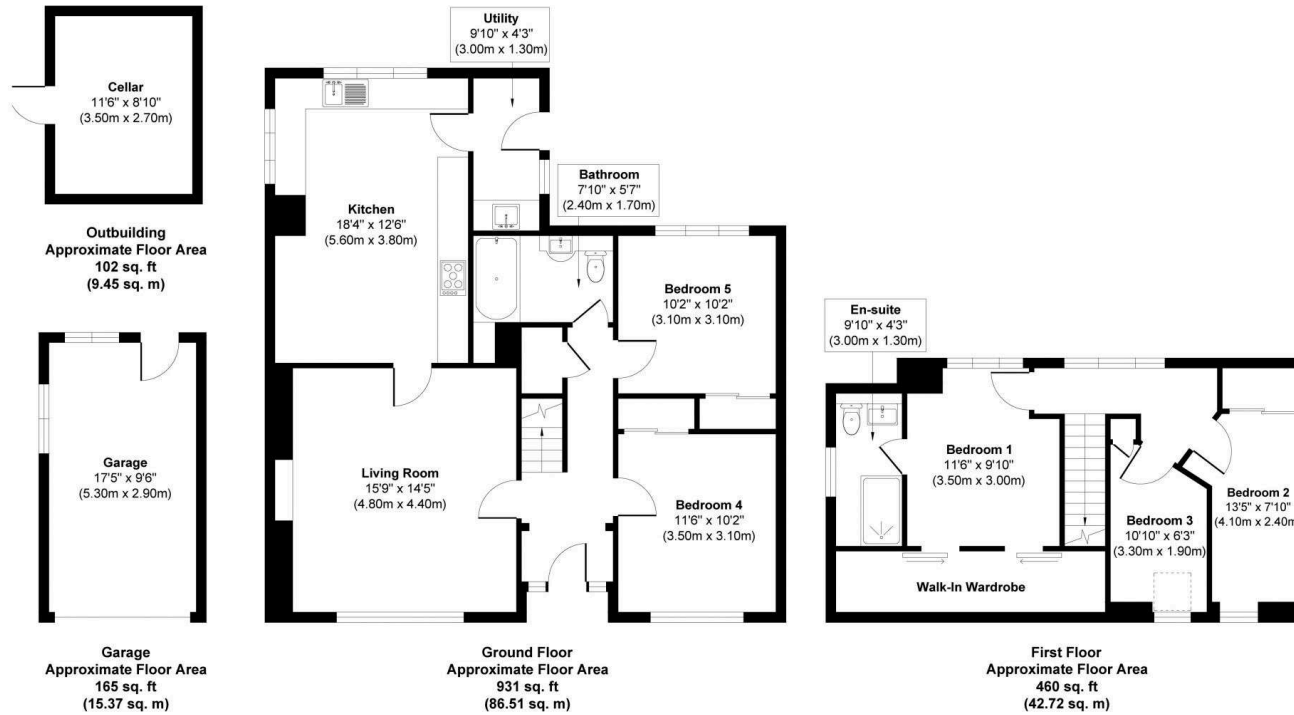 Cellar
11'6" x 8'10"
(3.50m x 2.70m)
Outbuilding
Approximate Floor Area
102 sq. ft
(9.45 sq. m)
Garage
17'5" x 9'6"
(5.30m x 2.90m)
Garage
Approximate Floor Area
165 sq. ft
(15.37 sq. m)
Utility
9'10" x 4'3"
(3.00m x 1.30m)
Bathroom
7'10" x 5'7"
(2.40m x 1.70m)
Kitchen
18'4" x 12'6"
(5.60m x 3.80m)
Bedroom 5
10'2" x 10'2"
(3.10m x 3.10m)
Living Room
15'9" x 14'5"
(4.80m x 4.40m)
Bedroom 4
11'6" x 10'2"
(3.50m x 3.10m)
Ground Floor
Approximate Floor Area
931 sq. ft
(86.51 sq. m)
En-suite
9'10" x 4'3"
(3.00m x 1.30m)
Bedroom 1
11'6" x 9'10"
(3.50m x 3.00m)
Bedroom 2
13'5" x 7'10"
(4.10m x 2.40m
Bedroom 3
10'10" x 6'3"
(3.30m x 1.90m)
Walk-In Wardrobe
First Floor
Approximate Floor Area
460 sq. ft
(42.72 sq. m)